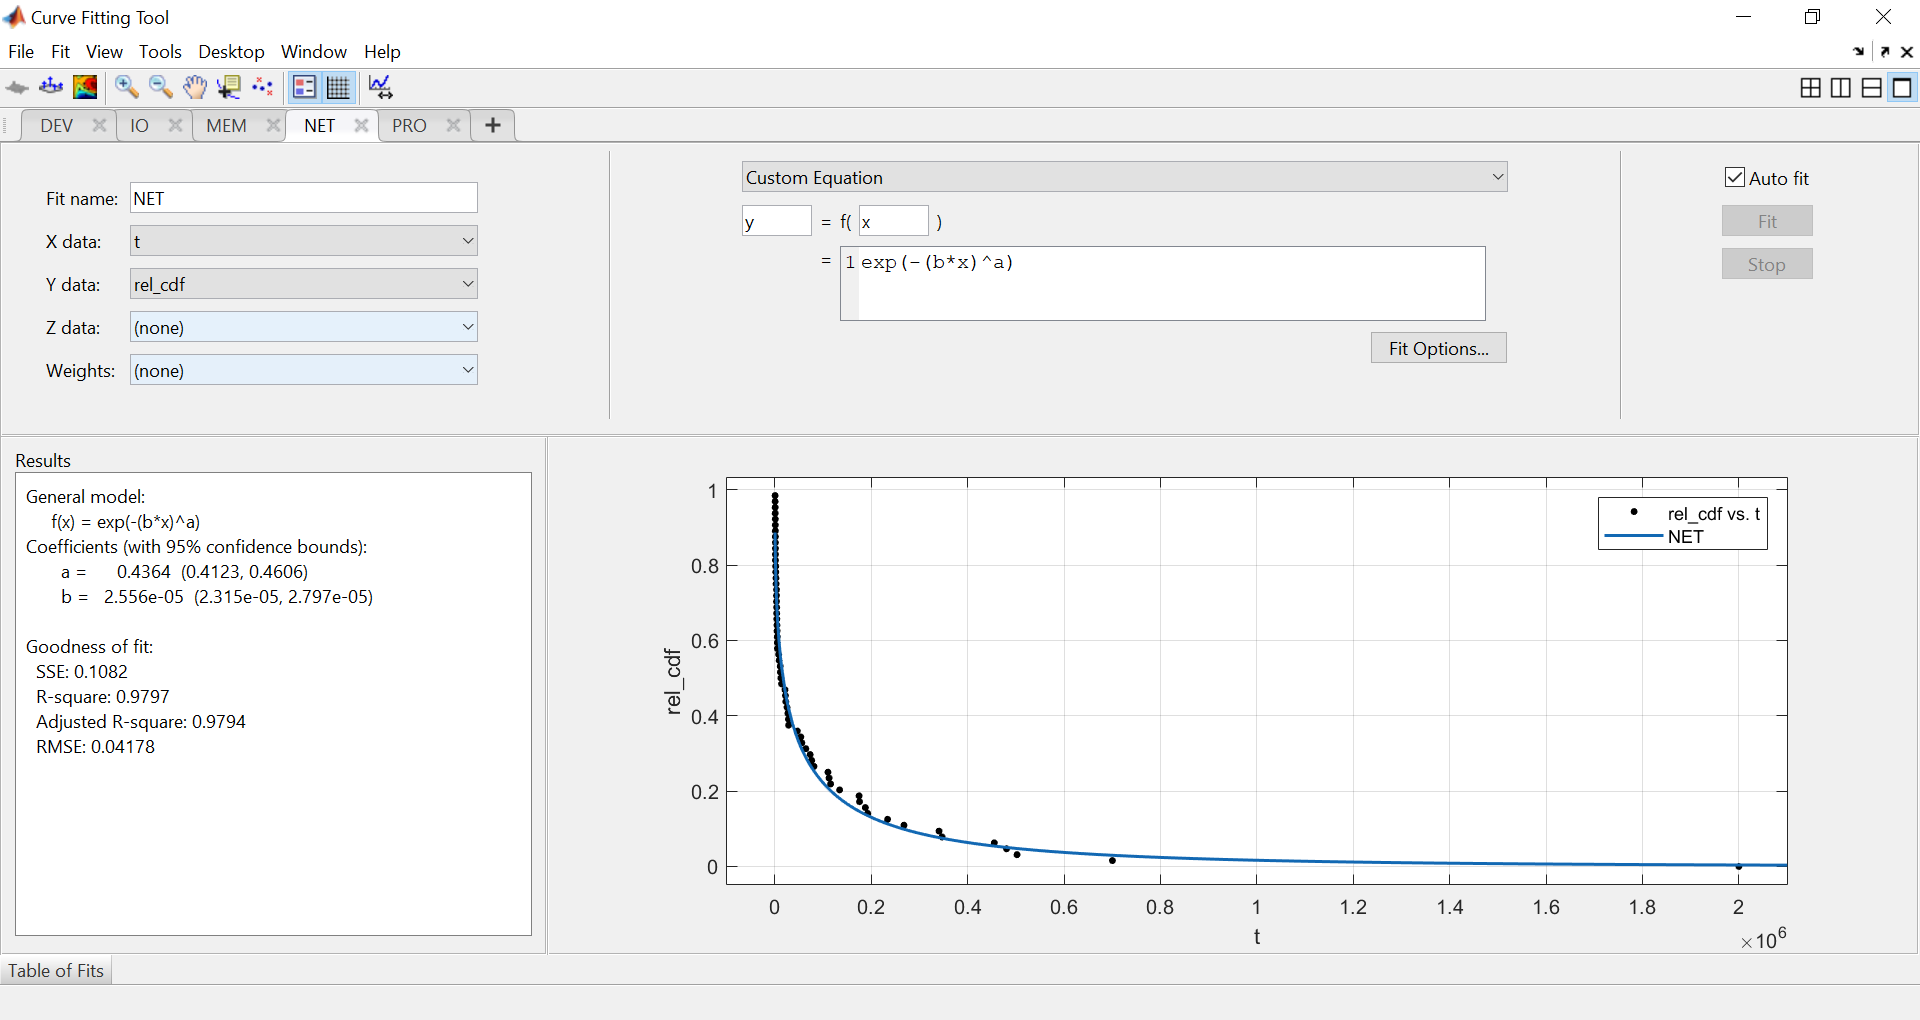 Curve Fitting Tool
File Fit View Tools Desktop Window Help
DEV IO MEM NET PRO
Fit name: NET
X data: t
Y data: rel_cdf
Z data: (none)
Weights: (none)
Custom Equation
y = f( x )
= 1 exp(-(b*x)^a)
Fit Options...
Auto fit
Fit
Stop
Results
General model:
f(x) = exp(-(b*x)^a)
Coefficients (with 95% confidence bounds):
a = 0.4364 (0.4123, 0.4606)
b = 2.556e-05 (2.315e-05, 2.797e-05)
Goodness of fit:
SSE: 0.1082
R-square: 0.9797
Adjusted R-square: 0.9794
RMSE: 0.04178
rel_cdf
1
0.8
0.6
0.4
0.2
0
rel_cdf vs. t
NET
0 0.2 0.4 0.6 0.8 1 1.2 1.4 1.6 1.8 2
t
×10^6
Table of Fits